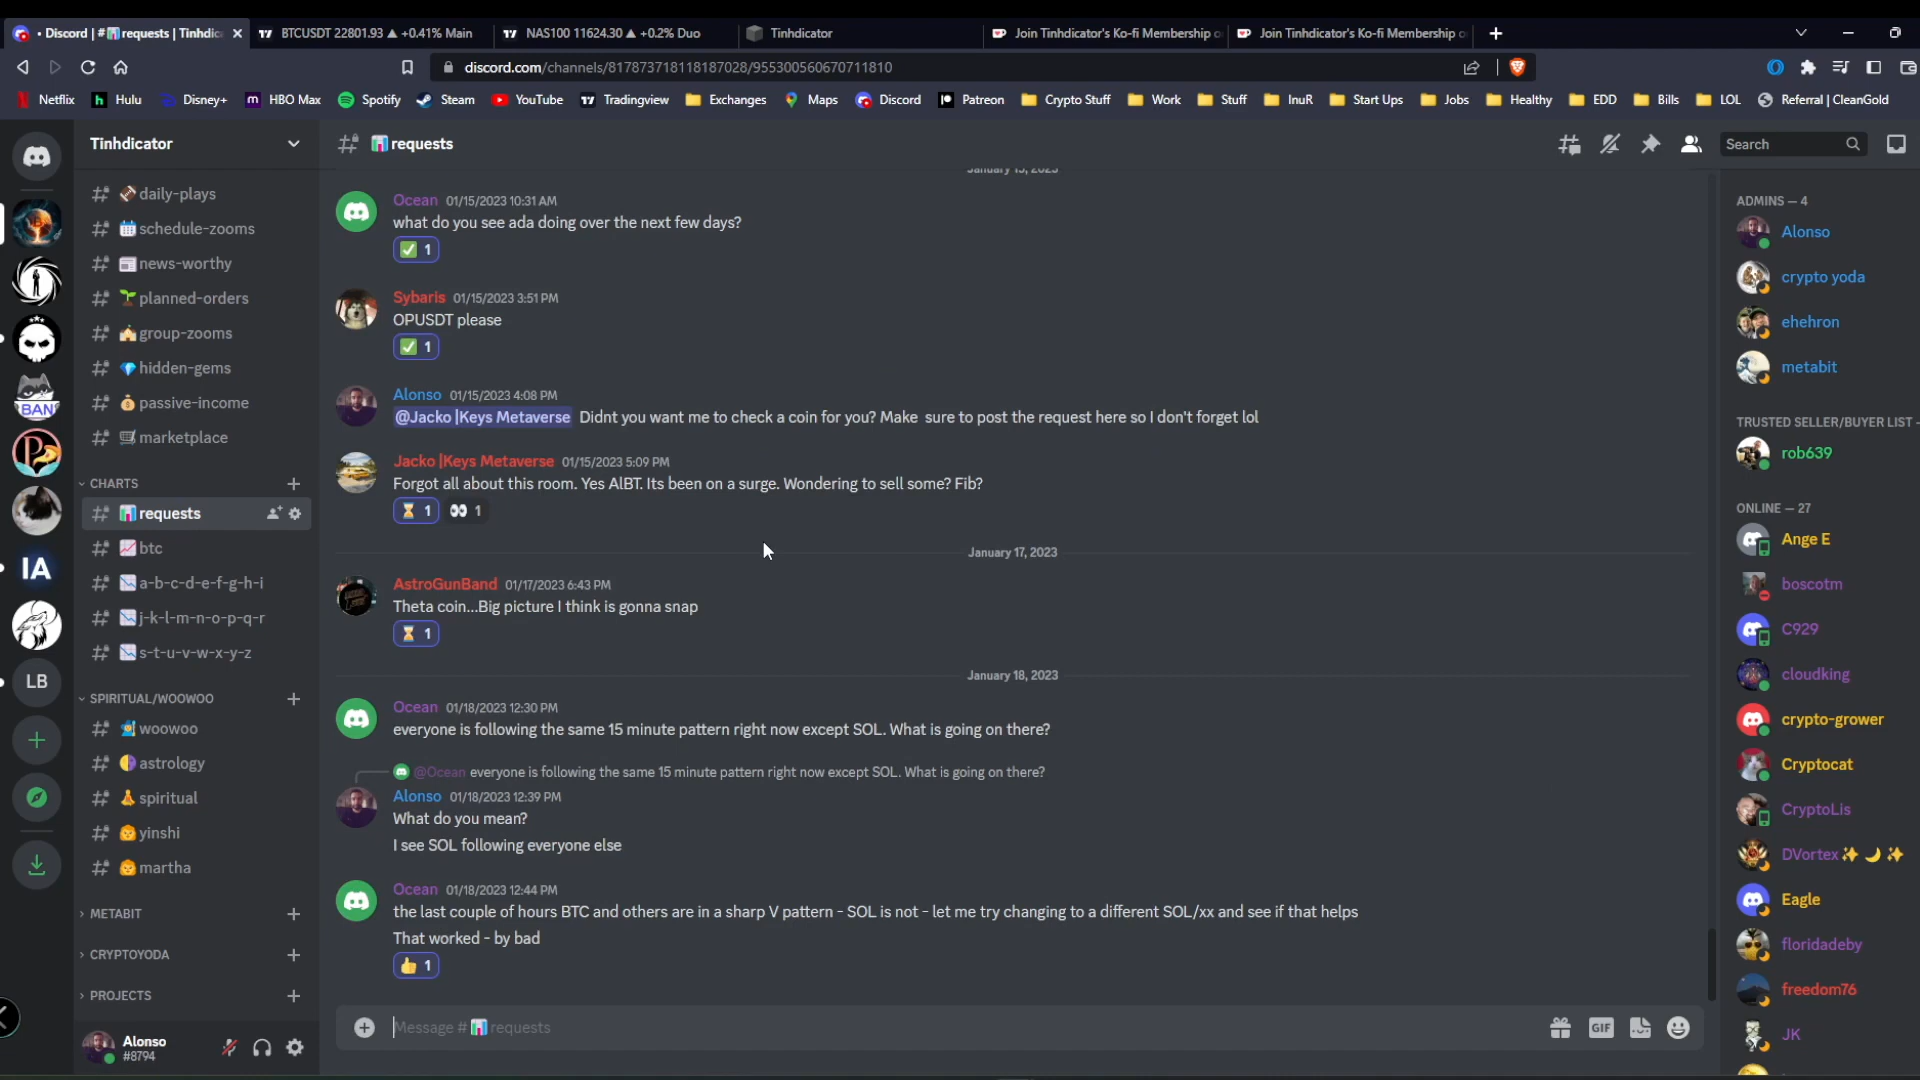 • Discord | # requests | Tinhdic
BTCUSDT 22801.93 ▲ +0.41% Main
NAS100 11624.30 ▲ +0.2% Duo
Tinhdicator
Join Tinhdicator's Ko-fi Membership o
Join Tinhdicator's Ko-fi Membership o
discord.com/channels/817873718118187028/955300560670711810
Netflix
Hulu
Disney+
HBO Max
Spotify
Steam
YouTube
Tradingview
Exchanges
Maps
Discord
Patreon
Crypto Stuff
Work
Stuff
InuR
Start Ups
Jobs
Healthy
EDD
Bills
LOL
Referral | CleanGold
BAN
IA
LB
Tinhdicator
daily-plays
schedule-zooms
news-worthy
planned-orders
group-zooms
hidden-gems
passive-income
marketplace
CHARTS
requests
btc
a-b-c-d-e-f-g-h-i
j-k-l-m-n-o-p-q-r
s-t-u-v-w-x-y-z
SPIRITUAL/WOOWOO
woowoo
astrology
spiritual
yinshi
martha
METABIT
CRYPTOYODA
PROJECTS
Alonso
#8794
requests
Search
Ocean 01/15/2023 10:31 AM
what do you see ada doing over the next few days?
1
Sybaris 01/15/2023 3:51 PM
OPUSDT please
1
Alonso 01/15/2023 4:08 PM
@Jacko |Keys Metaverse Didnt you want me to check a coin for you? Make sure to post the request here so I don't forget lol
Jacko |Keys Metaverse 01/15/2023 5:09 PM
Forgot all about this room. Yes AIBT. Its been on a surge. Wondering to sell some? Fib?
1 1
January 17, 2023
AstroGunBand 01/17/2023 6:43 PM
Theta coin...Big picture I think is gonna snap
1
January 18, 2023
Ocean 01/18/2023 12:30 PM
everyone is following the same 15 minute pattern right now except SOL. What is going on there?
@Ocean everyone is following the same 15 minute pattern right now except SOL. What is going on there?
Alonso 01/18/2023 12:39 PM
What do you mean?
I see SOL following everyone else
Ocean 01/18/2023 12:44 PM
the last couple of hours BTC and others are in a sharp V pattern - SOL is not - let me try changing to a different SOL/xx and see if that helps
That worked - by bad
1
Message # requests
GIF
ADMINS — 4
Alonso
crypto yoda
ehehron
metabit
TRUSTED SELLER/BUYER LIST -
rob639
ONLINE — 27
Ange E
boscotm
C929
cloudking
crypto-grower
Cryptocat
CryptoLis
DVortex
Eagle
floridadeby
freedom76
JK